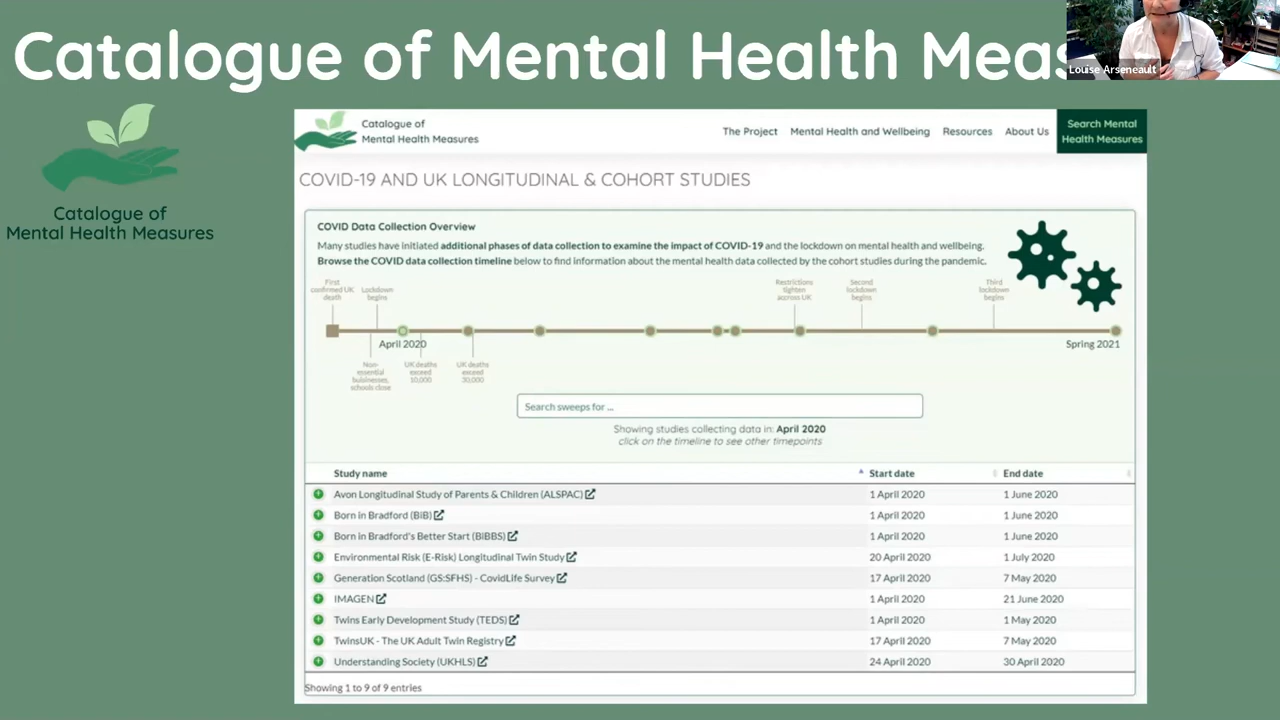 Catalogue of Mental Health Meas
Louise Arseneault
Catalogue of
Mental Health Measures
Catalogue of
Mental Health Measures
The Project
Mental Health and Wellbeing
Resources
About Us
Search Mental
Health Measures
COVID-19 AND UK LONGITUDINAL & COHORT STUDIES
COVID Data Collection Overview
Many studies have initiated additional phases of data collection to examine the impact of COVID-19 and the lockdown on mental health and wellbeing.
Browse the COVID data collection timeline below to find information about the mental health data collected by the cohort studies during the pandemic.
First
confirmed UK
death
Lockdown
begins
Restrictions
tighten
accross UK
Second
lockdown
begins
Third
lockdown
begins
April 2020
Spring 2021
Non-
essential
buisinesses,
schools close
UK deaths
exceed
10,000
UK deaths
exceed
30,000
Search sweeps for ...
Showing studies collecting data in: April 2020
click on the timeline to see other timepoints
Study name Start date End date
Avon Longitudinal Study of Parents & Children (ALSPAC) 1 April 2020 1 June 2020
Born in Bradford (BiB) 1 April 2020 1 June 2020
Born in Bradford's Better Start (BiBBS) 1 April 2020 1 June 2020
Environmental Risk (E-Risk) Longitudinal Twin Study 20 April 2020 1 July 2020
Generation Scotland (GS:SFHS) - CovidLife Survey 17 April 2020 7 May 2020
IMAGEN 1 April 2020 21 June 2020
Twins Early Development Study (TEDS) 1 April 2020 1 May 2020
TwinsUK - The UK Adult Twin Registry 17 April 2020 7 May 2020
Understanding Society (UKHLS) 24 April 2020 30 April 2020
Showing 1 to 9 of 9 entries